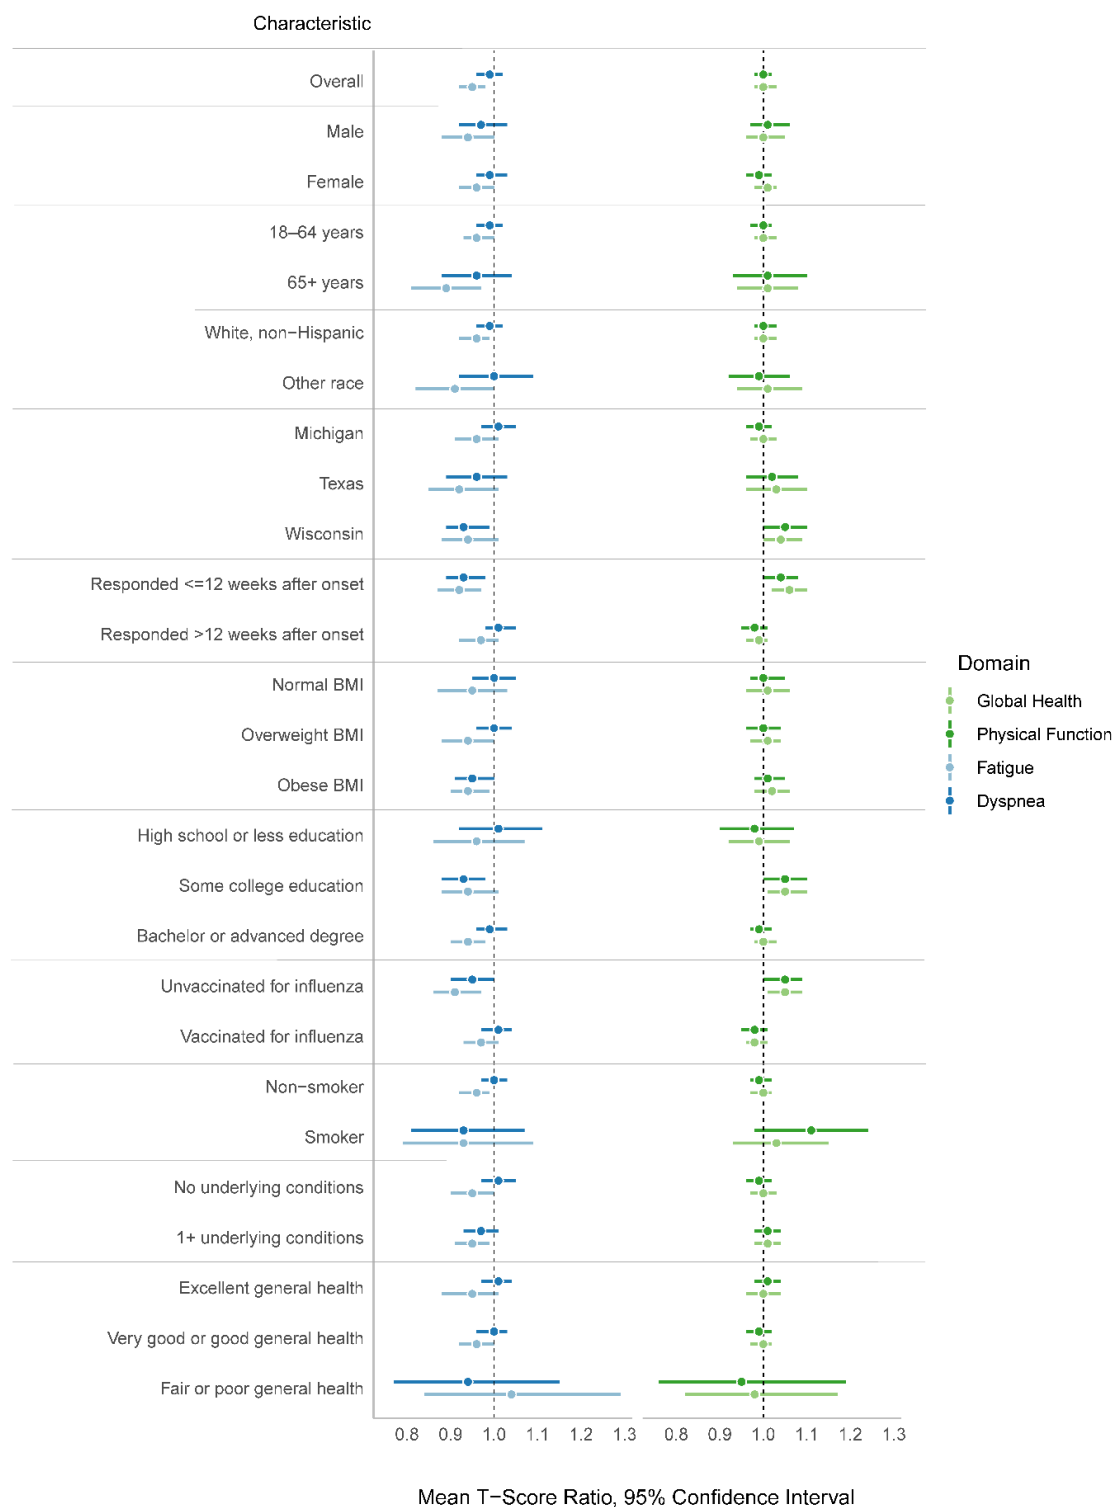 Characteristic
Overall
Male
Female
18–64 years
65+ years
White, non−Hispanic
Other race
Michigan
Texas
Wisconsin
Responded <=12 weeks after onset
Responded >12 weeks after onset
Normal BMI
Overweight BMI
Obese BMI
High school or less education
Some college education
Bachelor or advanced degree
Unvaccinated for influenza
Vaccinated for influenza
Non−smoker
Smoker
No underlying conditions
1+ underlying conditions
Excellent general health
Very good or good general health
Fair or poor general health
0.8 0.9 1.0 1.1 1.2 1.3 0.8 0.9 1.0 1.1 1.2 1.3
Mean T−Score Ratio, 95% Confidence Interval
Domain
Global Health
Physical Function
Fatigue
Dyspnea